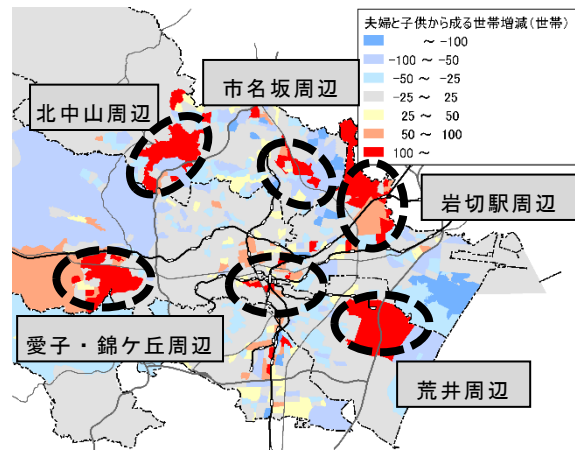 夫婦と子供から成る世帯増減(世帯)
～ -100
-100～ -50
-50～ -25
-25～ 25
25～ 50
50～ 100
100～
市名坂周辺
北中山周辺
岩切駅周辺
愛子・錦ケ丘周辺
荒井周辺